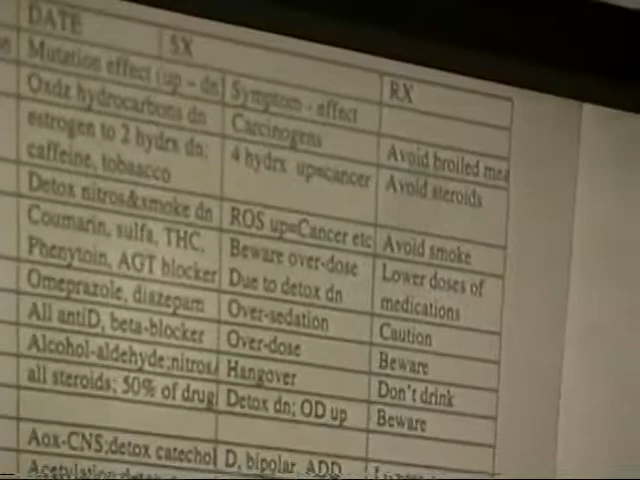 DATE SX
Mutation effect (up - dn Symptom - effect RX
Oxdz hydrocarbons dn Carcinogens Avoid broiled mea
estrogen to 2 hydrx dn; 4 hydrx up=cancer Avoid steroids
caffeine, tobaacco
Detox nitros&smoke dn ROS up=Cancer etc Avoid smoke
Coumarin, sulfa, THC, Beware over-dose Lower doses of
Phenytoin, AGT blocker Due to detox dn medications
Omeprazole, diazepam Over-sedation Caution
All antiD, beta-blocker Over-dose Beware
Alcohol-aldehyde;nitros/ Hangover Don't drink
all steroids; 50% of drug Detox dn; OD up Beware
Aox-CNS;detox catechol D, bipolar, ADD
Acetylation